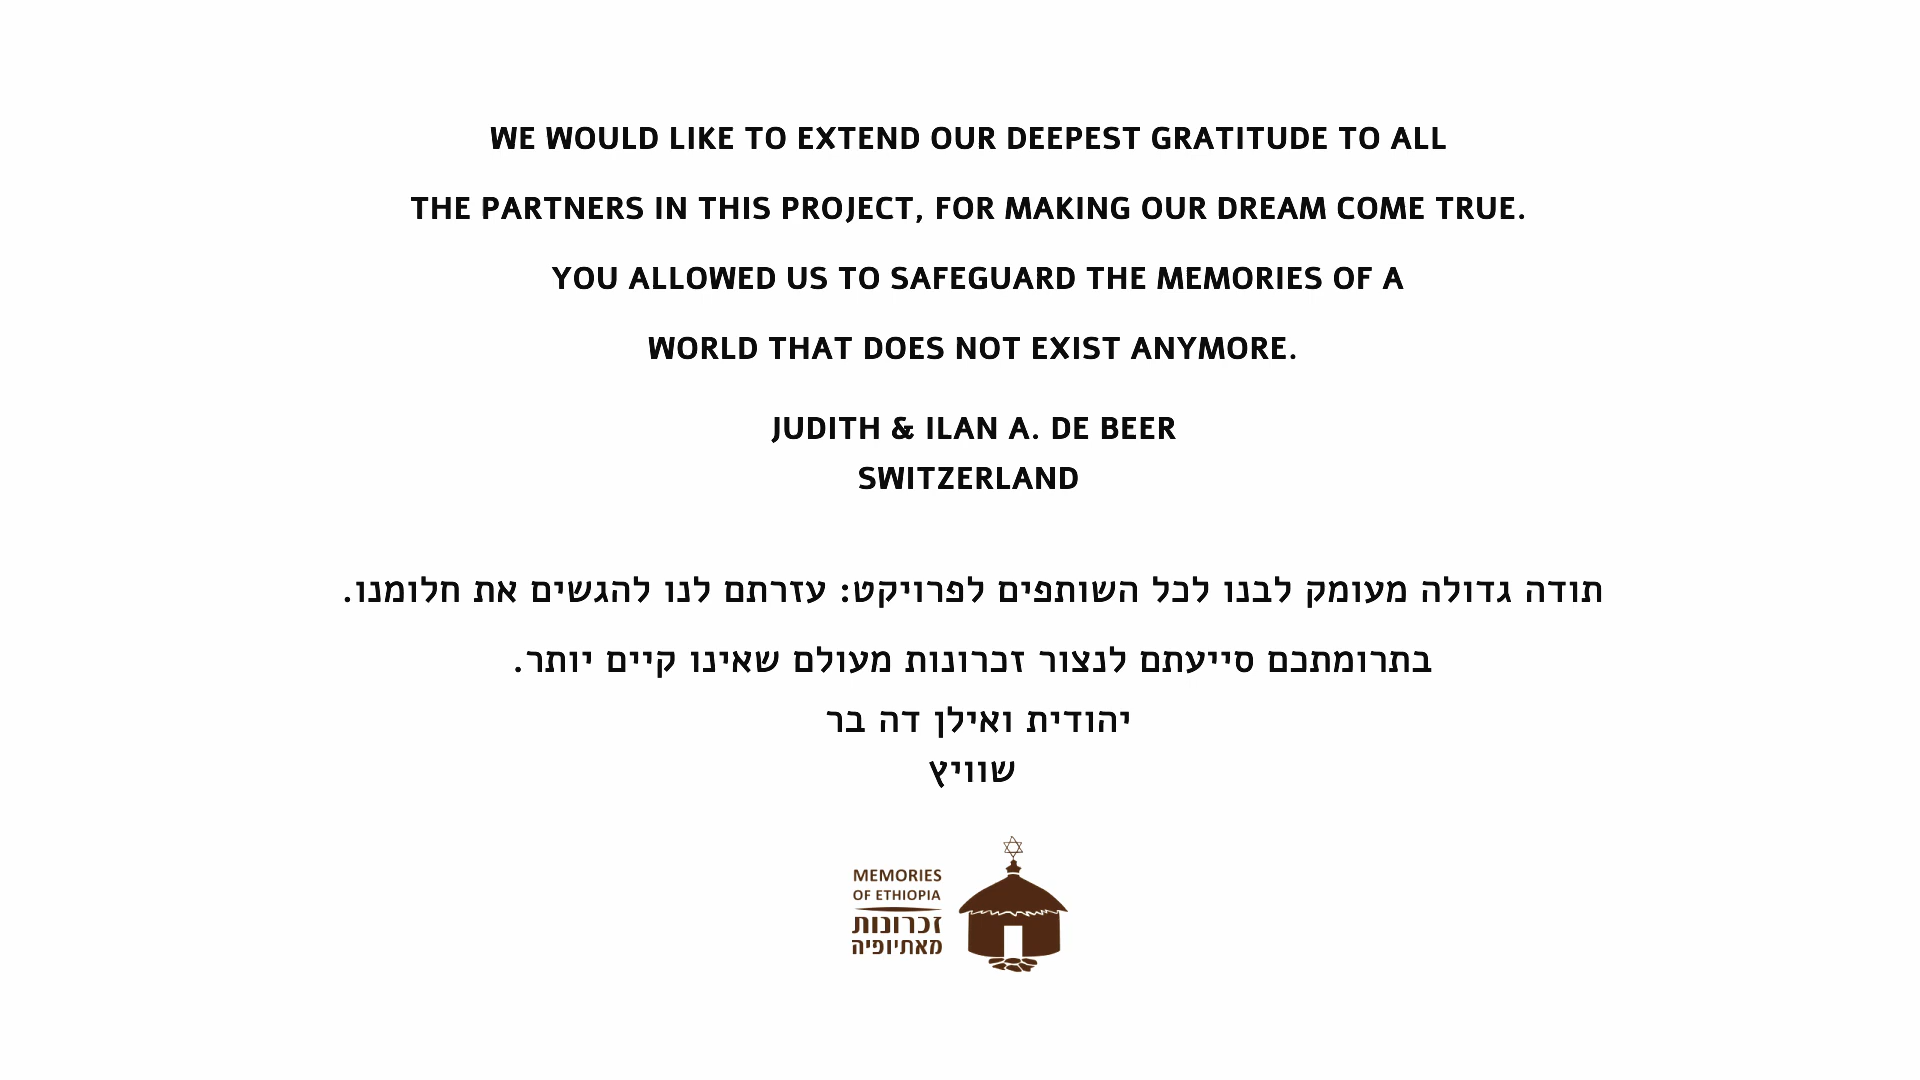 WE WOULD LIKE TO EXTEND OUR DEEPEST GRATITUDE TO ALL
THE PARTNERS IN THIS PROJECT, FOR MAKING OUR DREAM COME TRUE.
YOU ALLOWED US TO SAFEGUARD THE MEMORIES OF A
WORLD THAT DOES NOT EXIST ANYMORE.
JUDITH & ILAN A. DE BEER
SWITZERLAND
תודה גדולה מעומק לבנו לכל השותפים לפרויקט: עזרתם לנו להגשים את חלומנו.
בתרומתכם סייעתם לנצור זכרונות מעולם שאינו קיים יותר.
יהודית ואילן דה בר
שוויץ
MEMORIES
OF ETHIOPIA
זכרונות
מאתיופיה